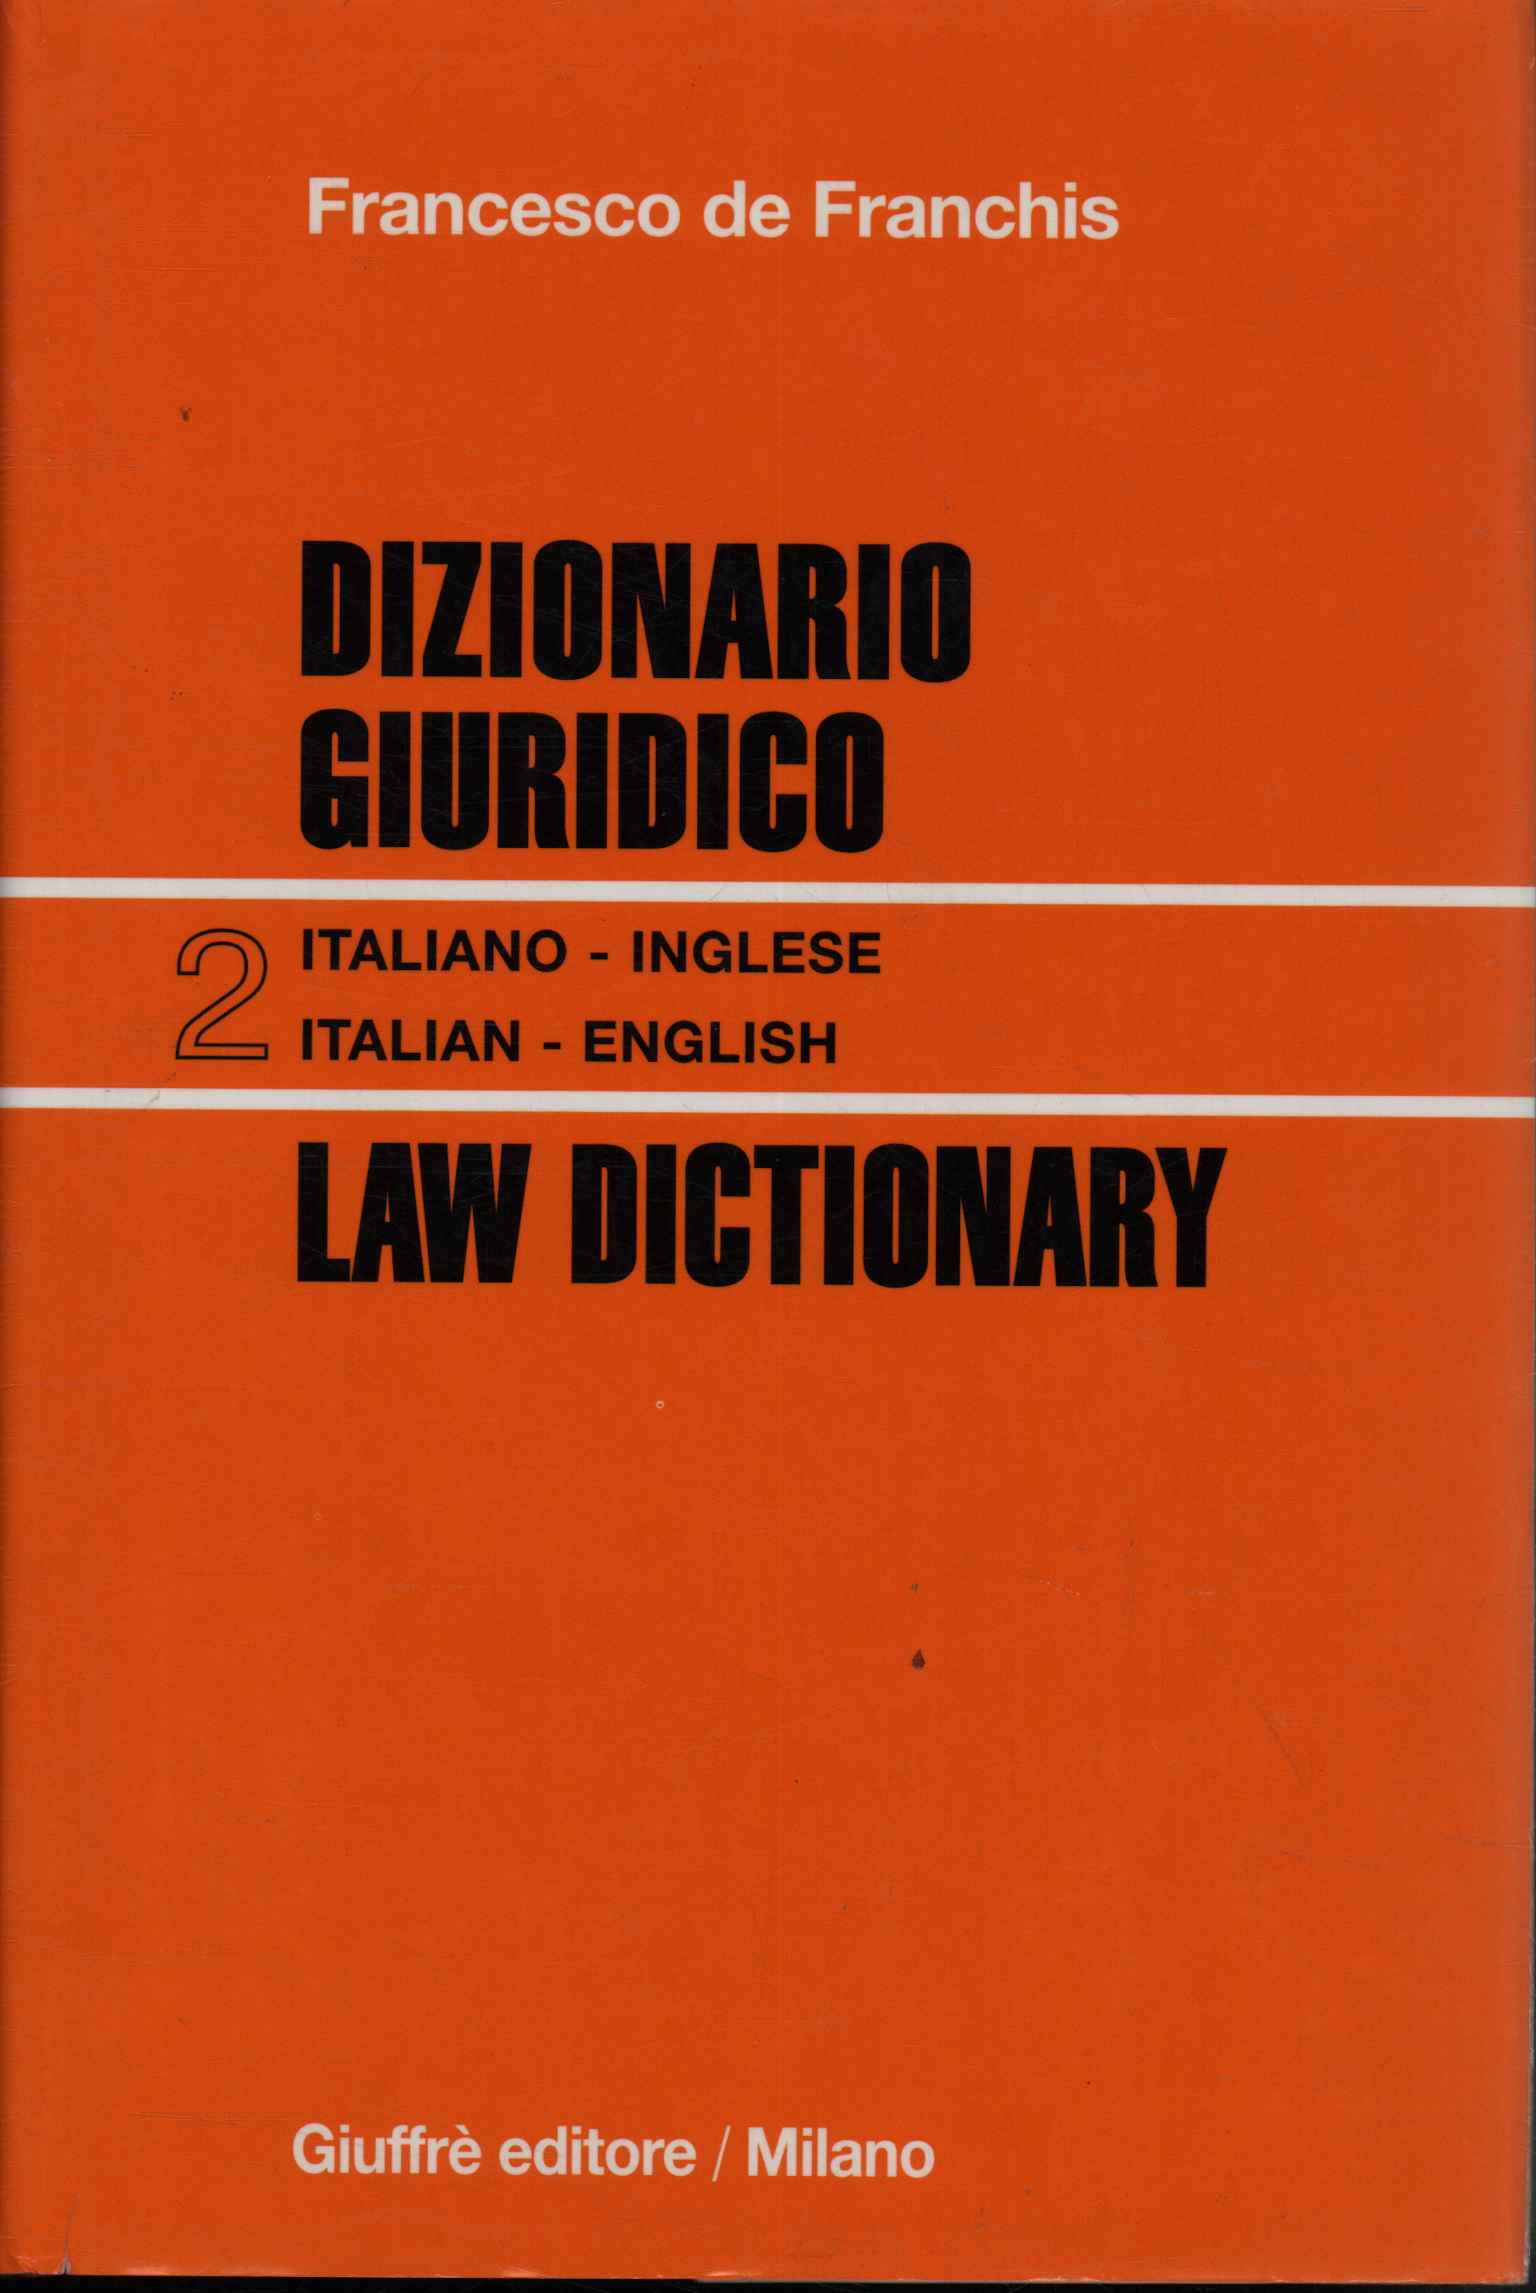 Francesco de Franchis
DIZIONARIO
GIURIDICO
2 ITALIANO - INGLESE
ITALIAN - ENGLISH
LAW DICTIONARY
Giuffrè editore / Milano